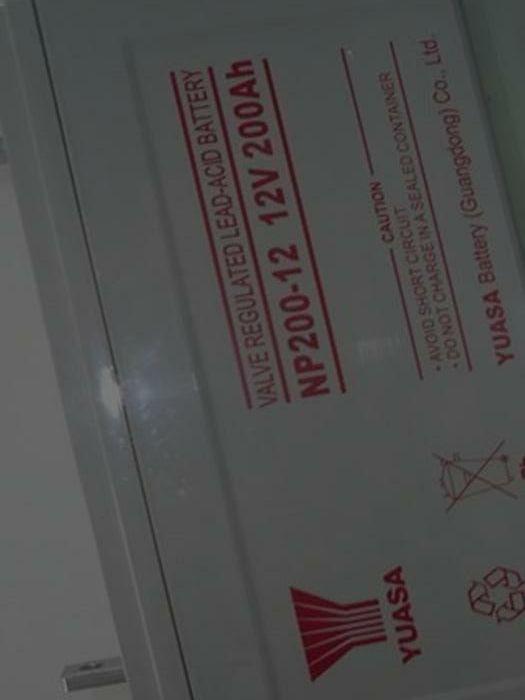 VALVE REGULATED LEAD-ACID BATTERY
NP200-12 12V 200Ah
CAUTION
• AVOID SHORT CIRCUIT
• DO NOT CHARGE IN A SEALED CONTAINER
YUASA Battery (Guangdong) Co., Ltd.
YUASA